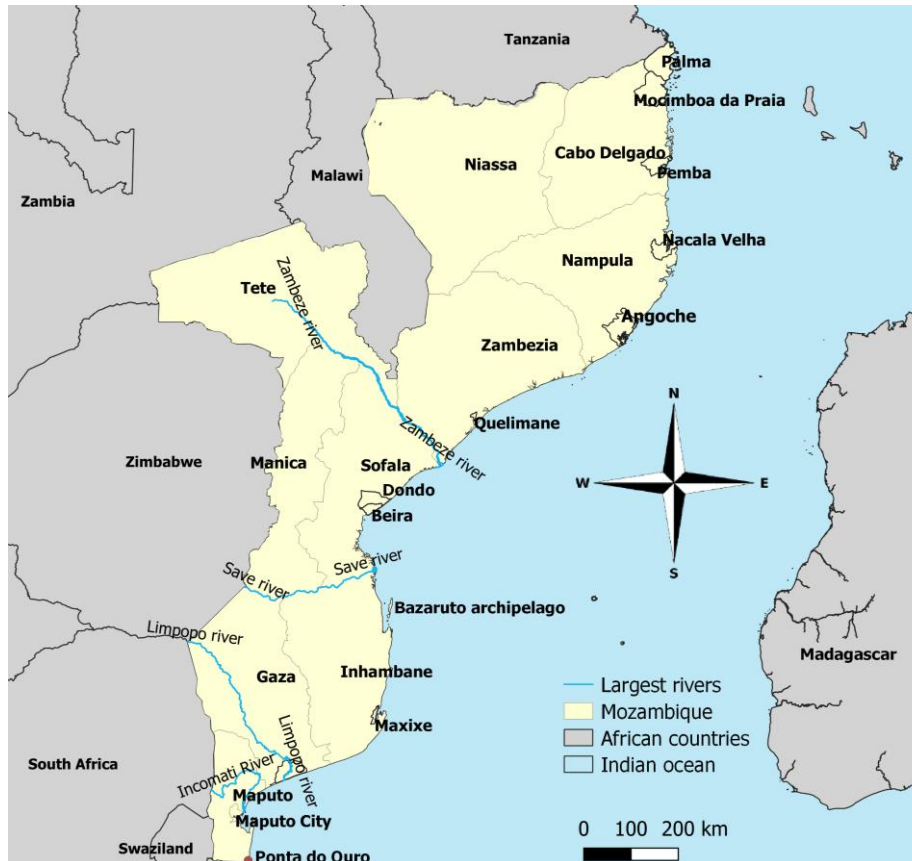 Tanzania
Palma
Mocimboa da Praia
Cabo Delgado
Niassa
Pemba
Malawi
Zambia
Nacala Velha
Nampula
Zambeze river
Tete
Angoche
Zambezia
N
Quelimane
Zambeze river
Zimbabwe
Manica
Sofala
W
E
Dondo
Beira
S
Save river
Save river
Bazaruto archipelago
Limpopo river
Madagascar
Inhambane
Gaza
Largest rivers
Mozambique
Maxixe
African countries
Limpopo river
South Africa
Indian ocean
Incomati River
Maputo
Maputo City
0 100 200 km
Swaziland
Ponta do Ouro